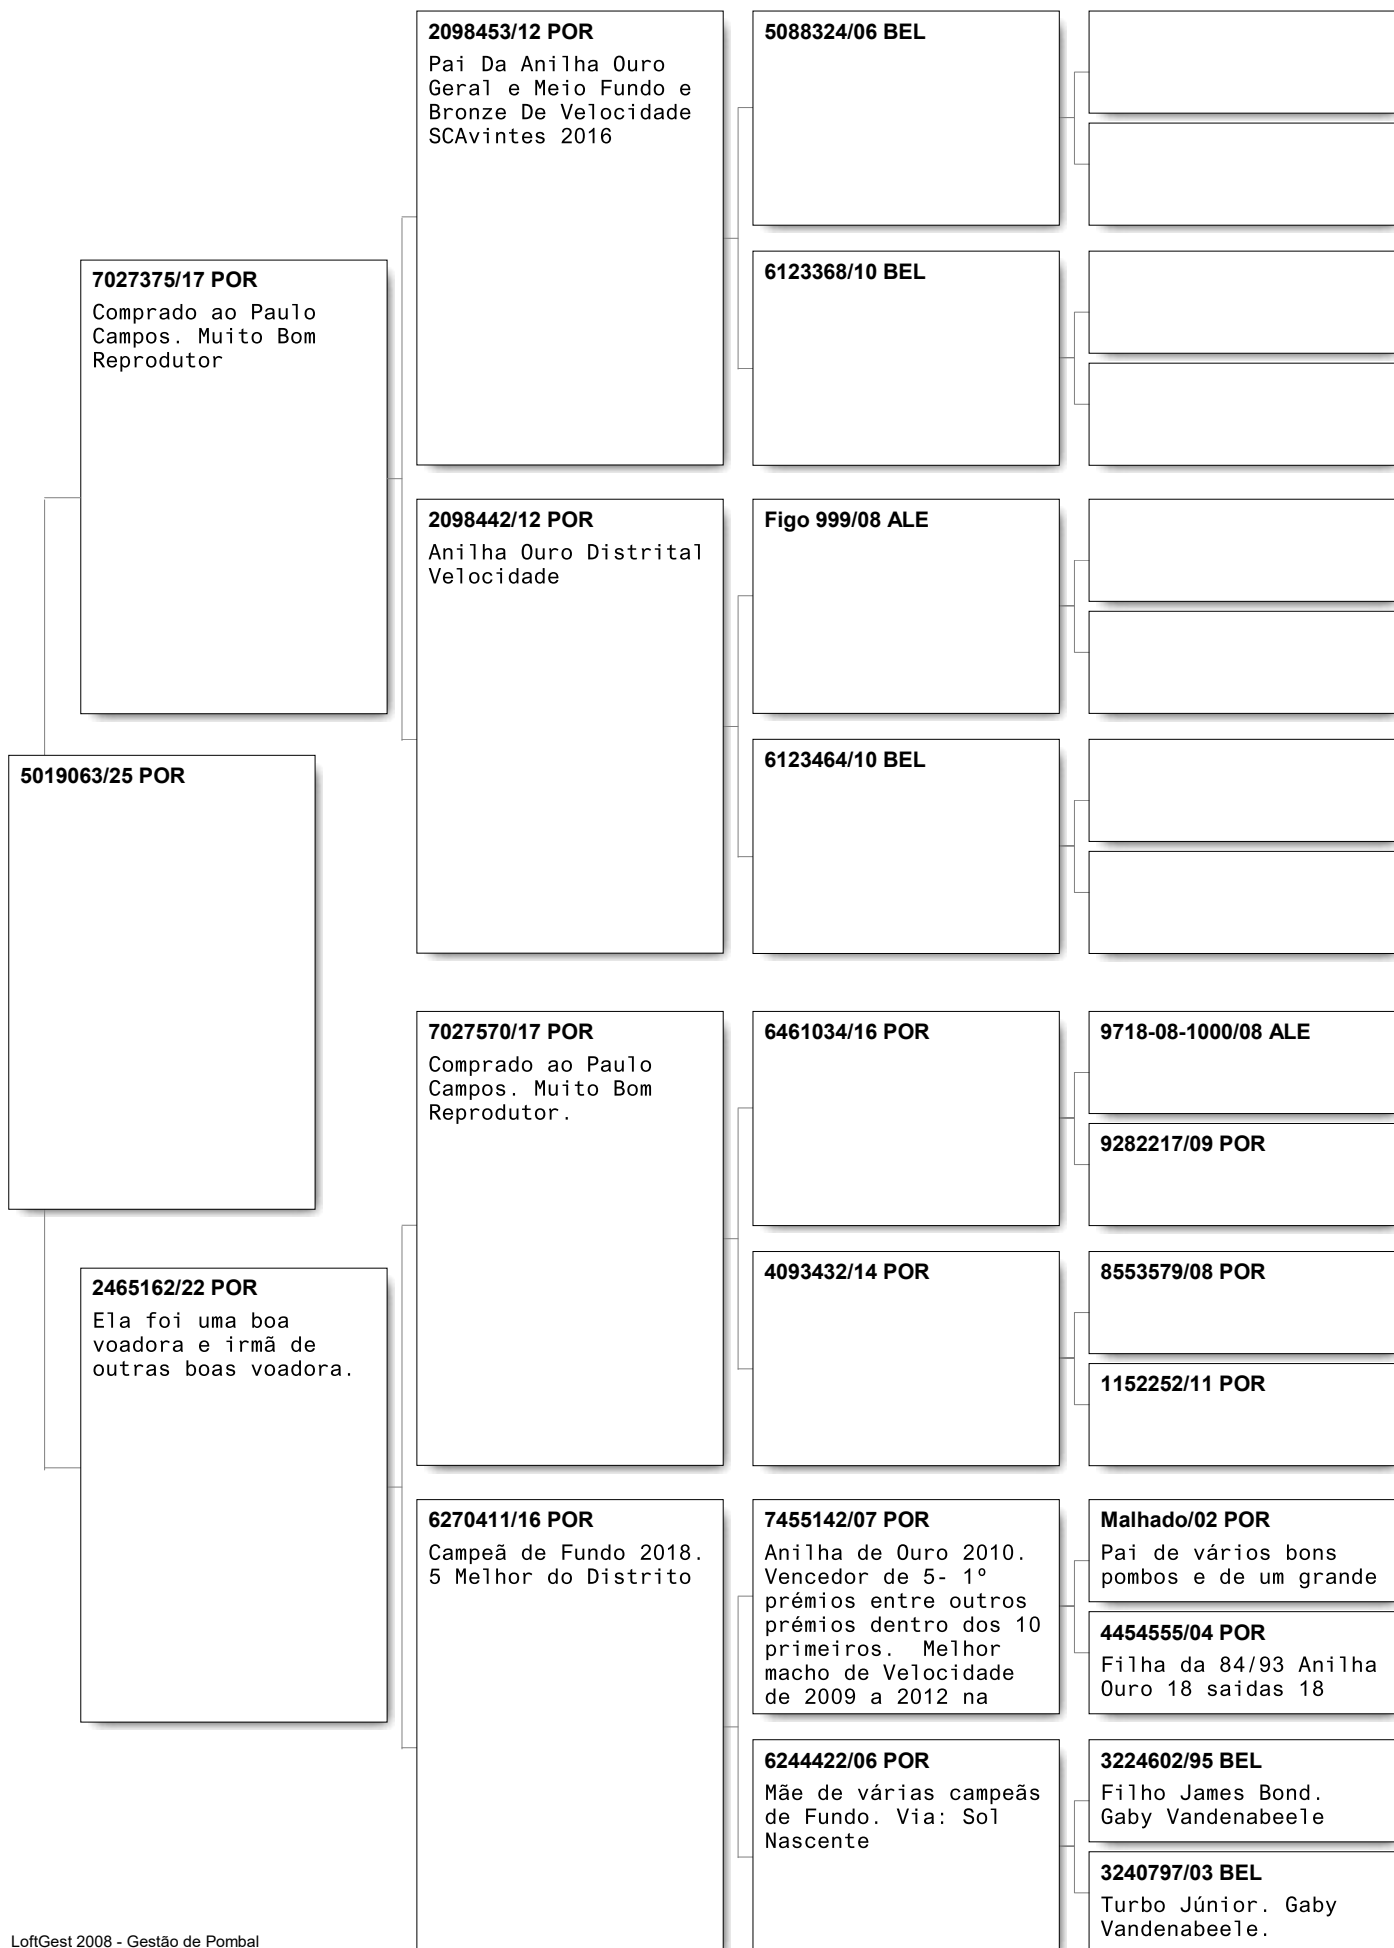 2098453/12 POR
Pai Da Anilha Ouro
Geral e Meio Fundo e
Bronze De Velocidade
SCAvintes 2016
5088324/06 BEL
6123368/10 BEL
7027375/17 POR
Comprado ao Paulo
Campos. Muito Bom
Reprodutor
2098442/12 POR
Anilha Ouro Distrital
Velocidade
Figo 999/08 ALE
6123464/10 BEL
5019063/25 POR
7027570/17 POR
Comprado ao Paulo
Campos. Muito Bom
Reprodutor.
6461034/16 POR
9718-08-1000/08 ALE
9282217/09 POR
4093432/14 POR
8553579/08 POR
1152252/11 POR
2465162/22 POR
Ela foi uma boa
voadora e irmã de
outras boas voadora.
6270411/16 POR
Campeã de Fundo 2018.
5 Melhor do Distrito
7455142/07 POR
Anilha de Ouro 2010.
Vencedor de 5- 1º
prémios entre outros
prémios dentro dos 10
primeiros.  Melhor
macho de Velocidade
de 2009 a 2012 na
Malhado/02 POR
Pai de vários bons
pombos e de um grande
4454555/04 POR
Filha da 84/93 Anilha
Ouro 18 saidas 18
6244422/06 POR
Mãe de várias campeãs
de Fundo. Via: Sol
Nascente
3224602/95 BEL
Filho James Bond.
Gaby Vandenabeele
3240797/03 BEL
Turbo Júnior. Gaby
Vandenabeele.
LoftGest 2008 - Gestão de Pombal